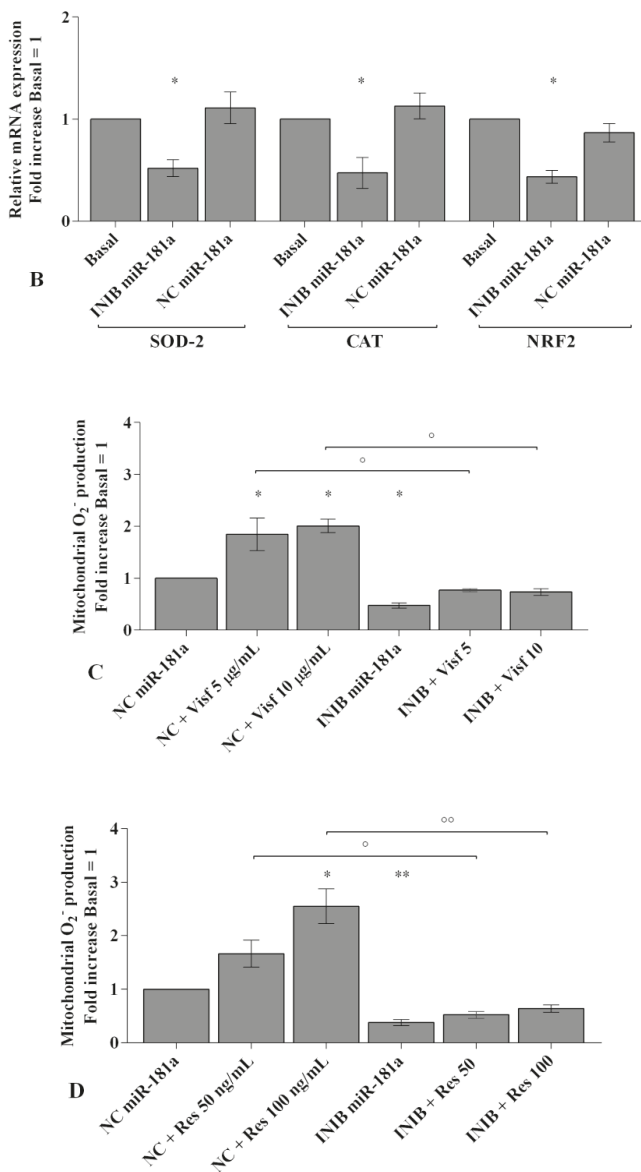 Relative mRNA expression
Fold increase Basal = 1
2
1
0
*
*
*
Basal
INIB miR-181a
NC miR-181a
Basal
INIB miR-181a
NC miR-181a
Basal
INIB miR-181a
NC miR-181a
B
SOD-2
CAT
NRF2
Mitochondrial O₂⁻ production
Fold increase Basal = 1
4
3
2
1
0
○
○
*
*
*
NC miR-181a
NC + Visf 5 µg/mL
NC + Visf 10 µg/mL
INIB miR-181a
INIB + Visf 5
INIB + Visf 10
C
Mitochondrial O₂⁻ production
Fold increase Basal = 1
4
3
2
1
0
○○
○
*
**
NC miR-181a
NC + Res 50 ng/mL
NC + Res 100 ng/mL
INIB miR-181a
INIB + Res 50
INIB + Res 100
D